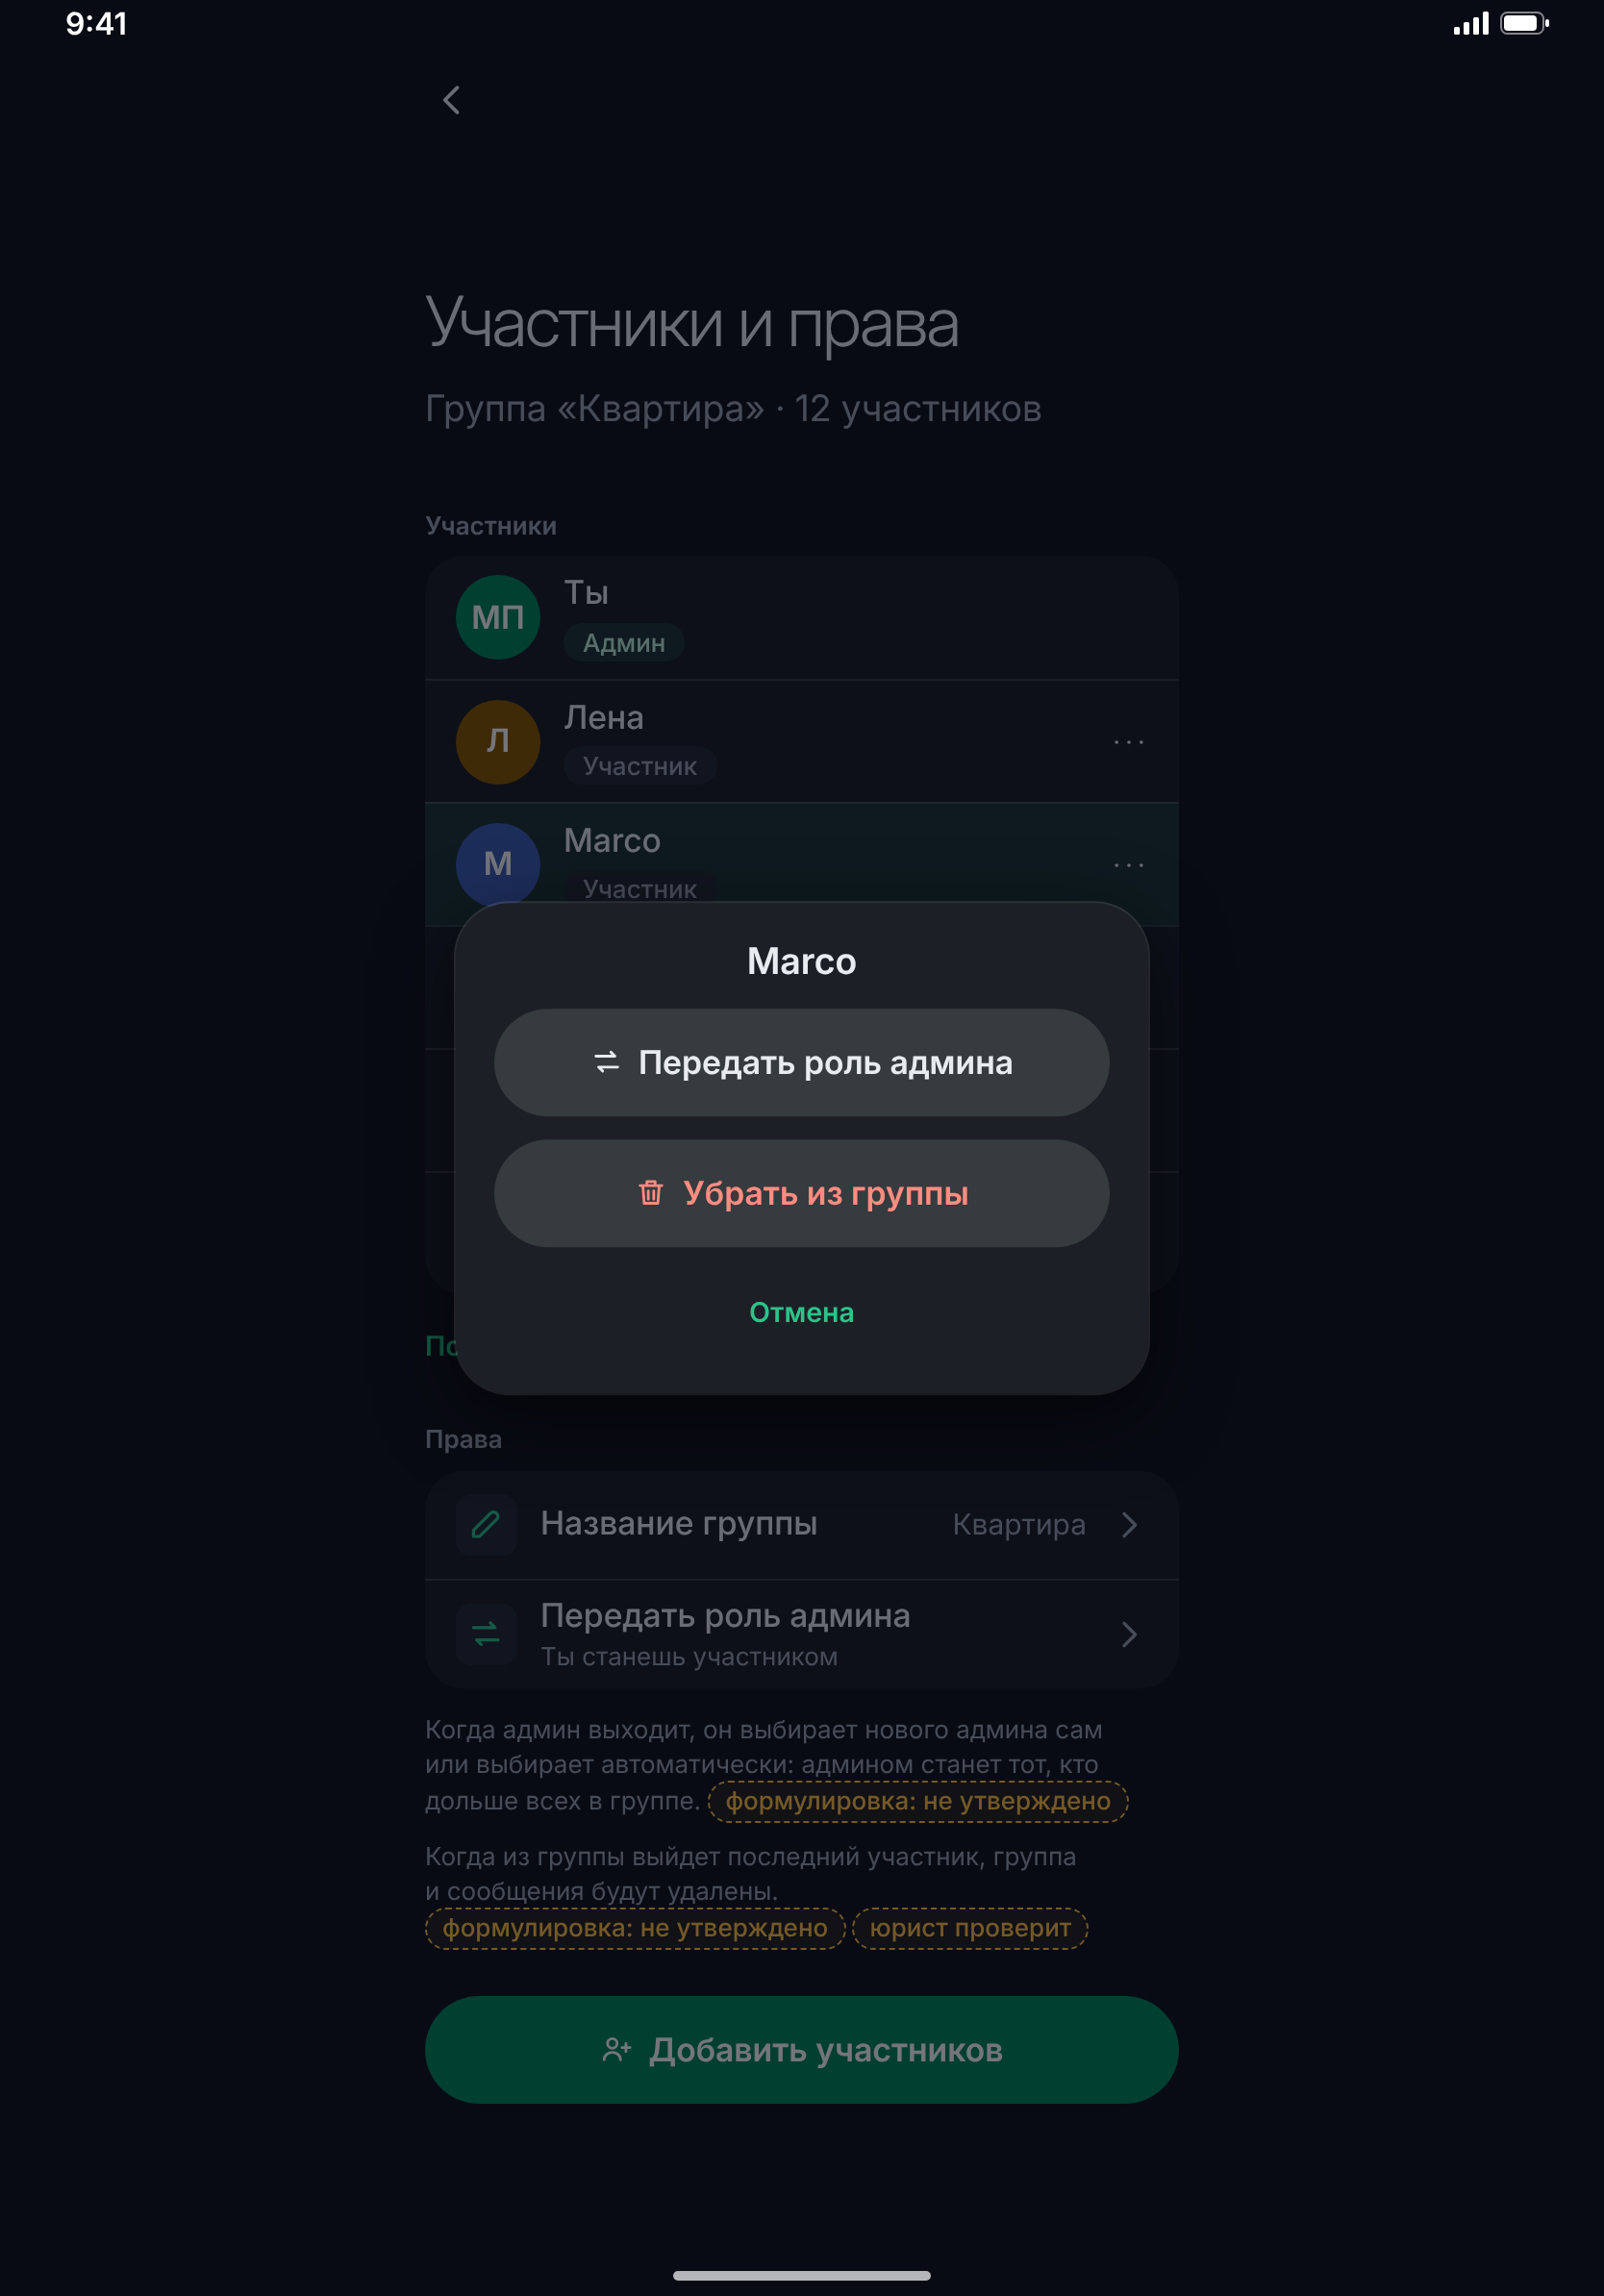 9:41
Участники и права
Группа «Квартира» · 12 участников
Участники
МП
Ты
Админ
Л
Лена
Участник
M
Marco
Участник
Marco
Передать роль админа
Убрать из группы
Отмена
Права
Название группы
Квартира
Передать роль админа
Ты станешь участником
Когда админ выходит, он выбирает нового админа сам
или выбирает автоматически: админом станет тот, кто
дольше всех в группе. формулировка: не утверждено
Когда из группы выйдет последний участник, группа
и сообщения будут удалены.
формулировка: не утверждено юрист проверит
Добавить участников